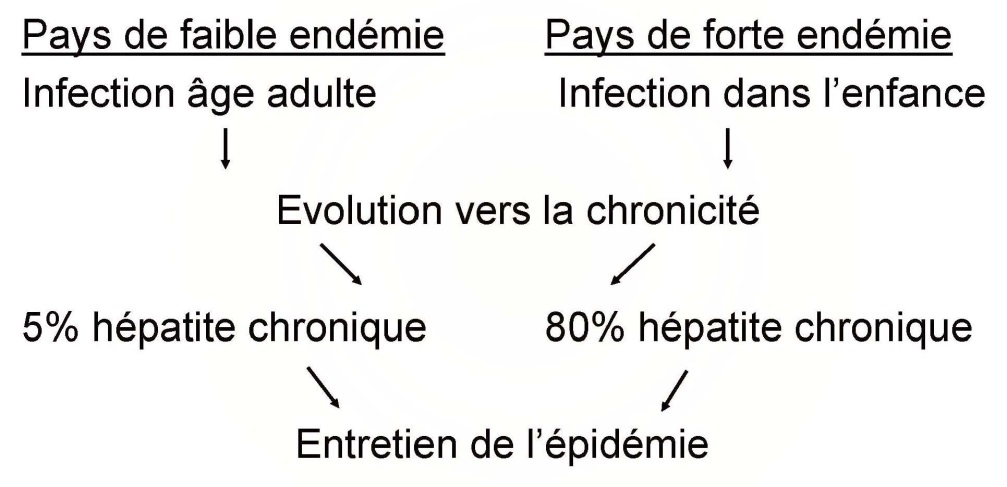 Pays de faible endémie
Pays de forte endémie
Infection âge adulte
Infection dans l'enfance
Evolution vers la chronicité
5% hépatite chronique
80% hépatite chronique
Entretien de l'épidémie